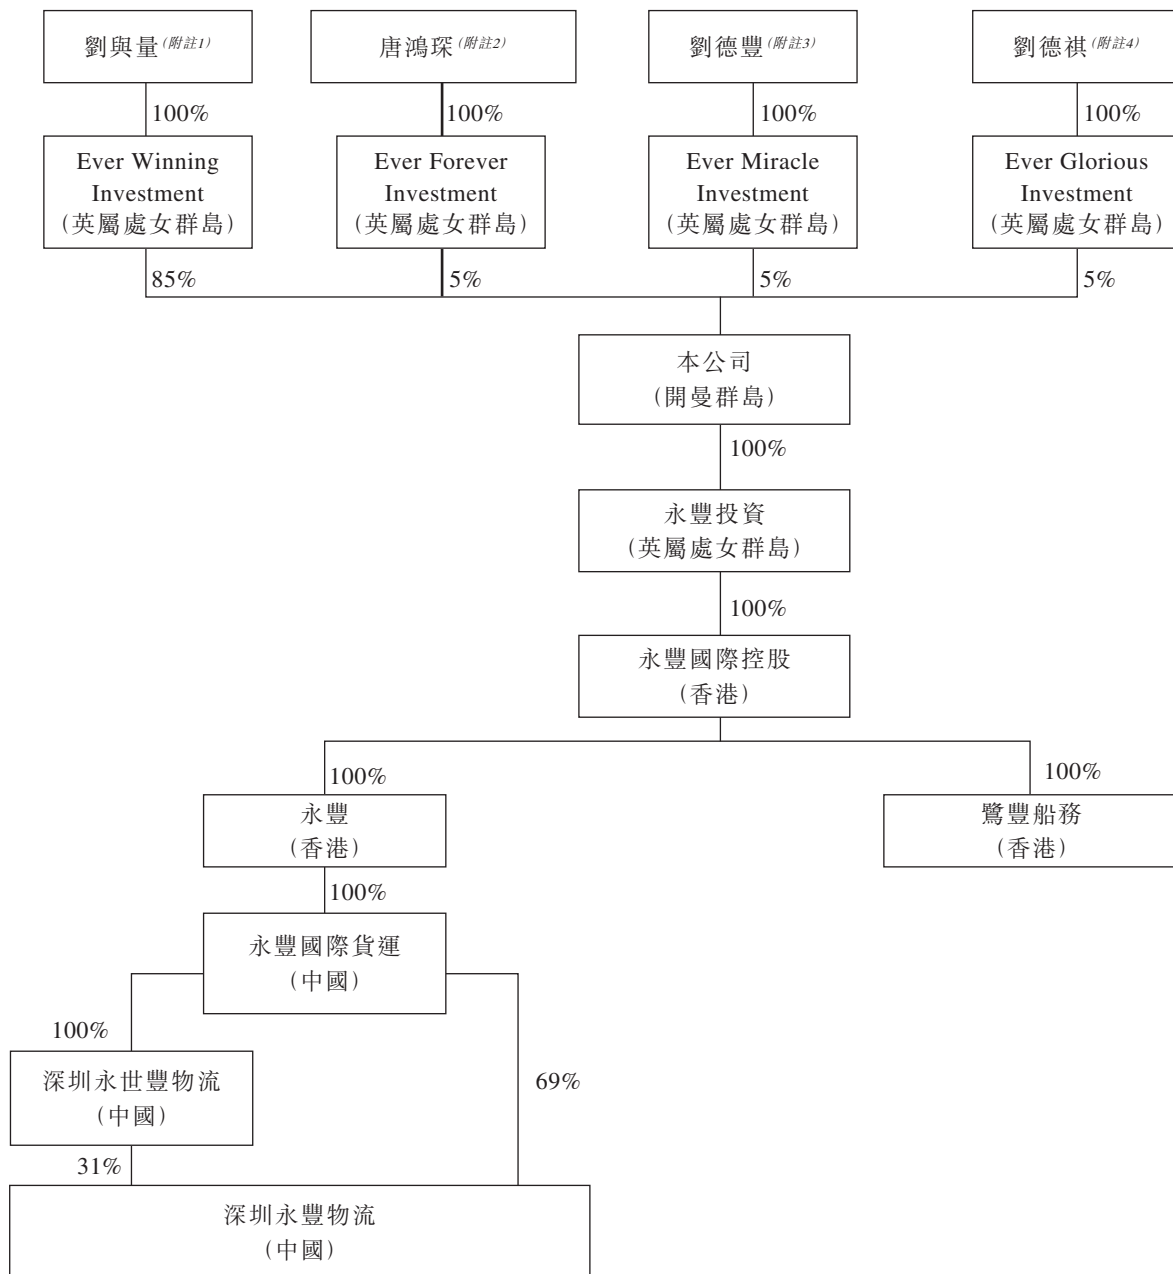 劉與量(附註1)
唐鴻琛(附註2)
劉德豐(附註3)
劉德祺(附註4)
100%
100%
100%
100%
Ever Winning
Investment
(英屬處女群島)
Ever Forever
Investment
(英屬處女群島)
Ever Miracle
Investment
(英屬處女群島)
Ever Glorious
Investment
(英屬處女群島)
85%
5%
5%
5%
本公司
(開曼群島)
100%
永豐投資
(英屬處女群島)
100%
永豐國際控股
(香港)
100%
100%
永豐
(香港)
鷺豐船務
(香港)
100%
永豐國際貨運
(中國)
100%
69%
深圳永世豐物流
(中國)
31%
深圳永豐物流
(中國)